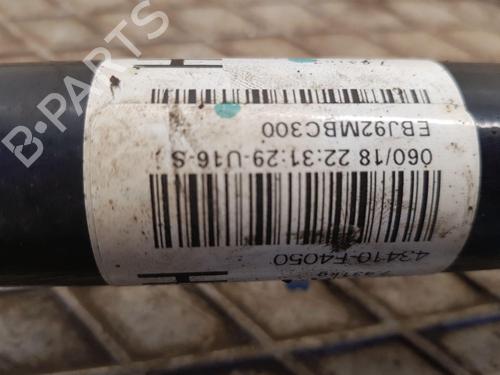 H
43410-F4050
060/18 22:31:29-U16-S
EBJ92MBC300
H
B-PARTS